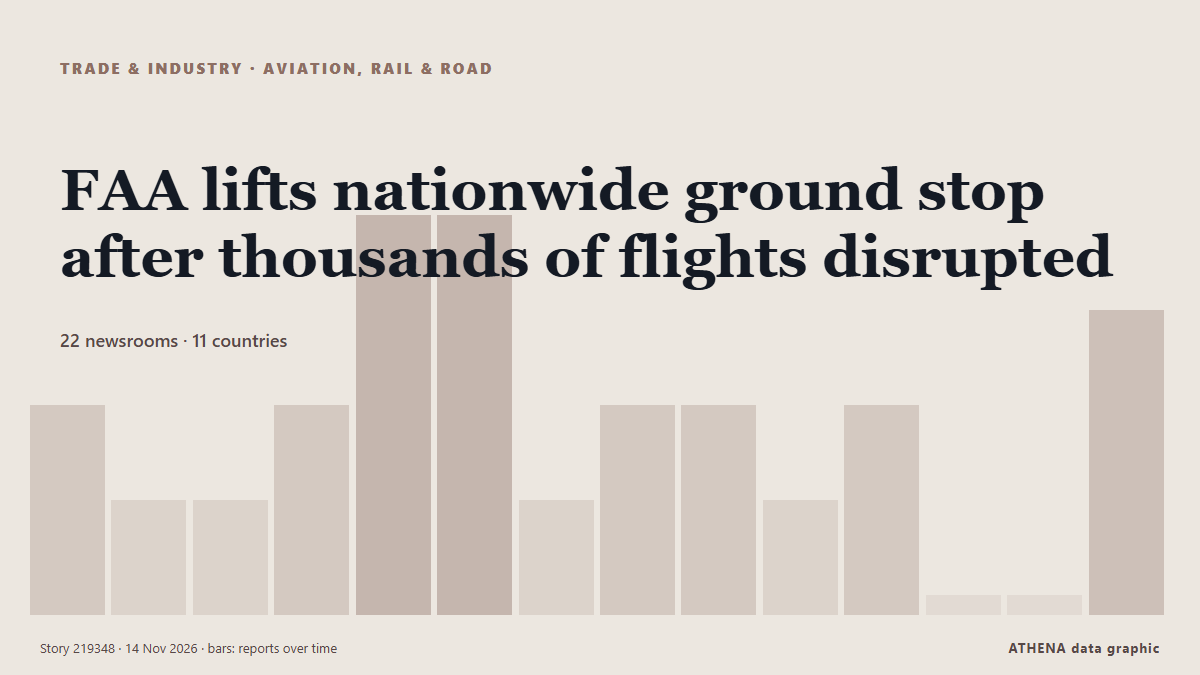 TRADE & INDUSTRY · AVIATION, RAIL & ROAD
FAA lifts nationwide ground stop
after thousands of flights disrupted
22 newsrooms · 11 countries
Story 219348 · 14 Nov 2026 · bars: reports over time
ATHENA data graphic